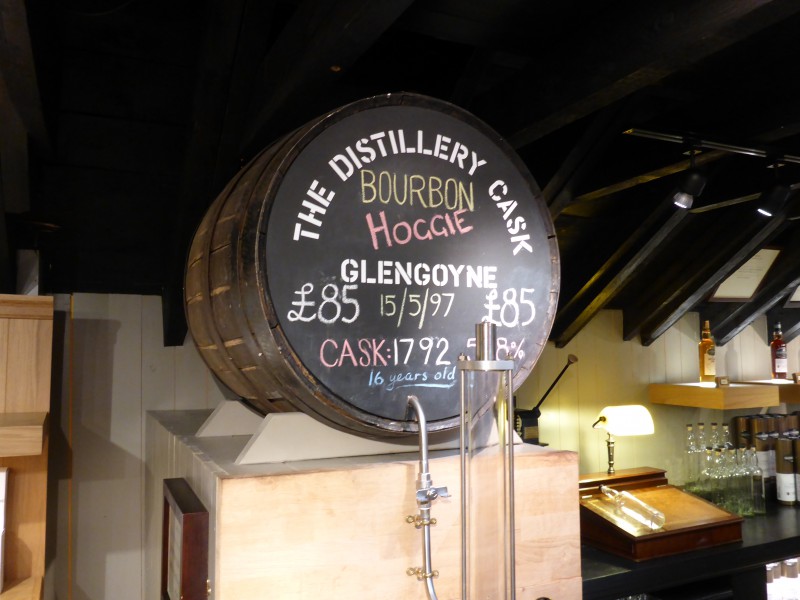 THE DISTILLERY CASK
BOURBON
HOGGIE
GLENGOYNE
£85 15/5/97 £85
CASK:1792
16 years old